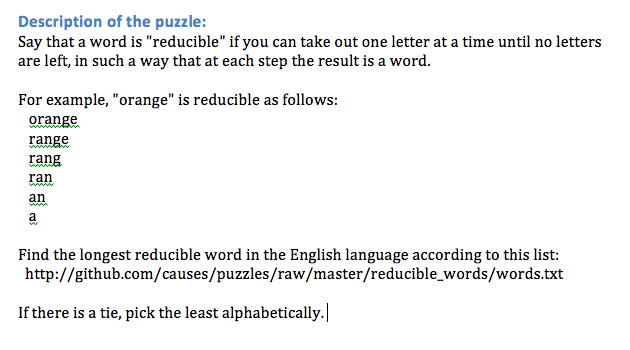 Description of the puzzle:
Say that a word is "reducible" if you can take out one letter at a time until no letters
are left, in such a way that at each step the result is a word.
For example, "orange" is reducible as follows:
orange
range
rang
ran
an
a
Find the longest reducible word in the English language according to this list:
http://github.com/causes/puzzles/raw/master/reducible_words/words.txt
If there is a tie, pick the least alphabetically.